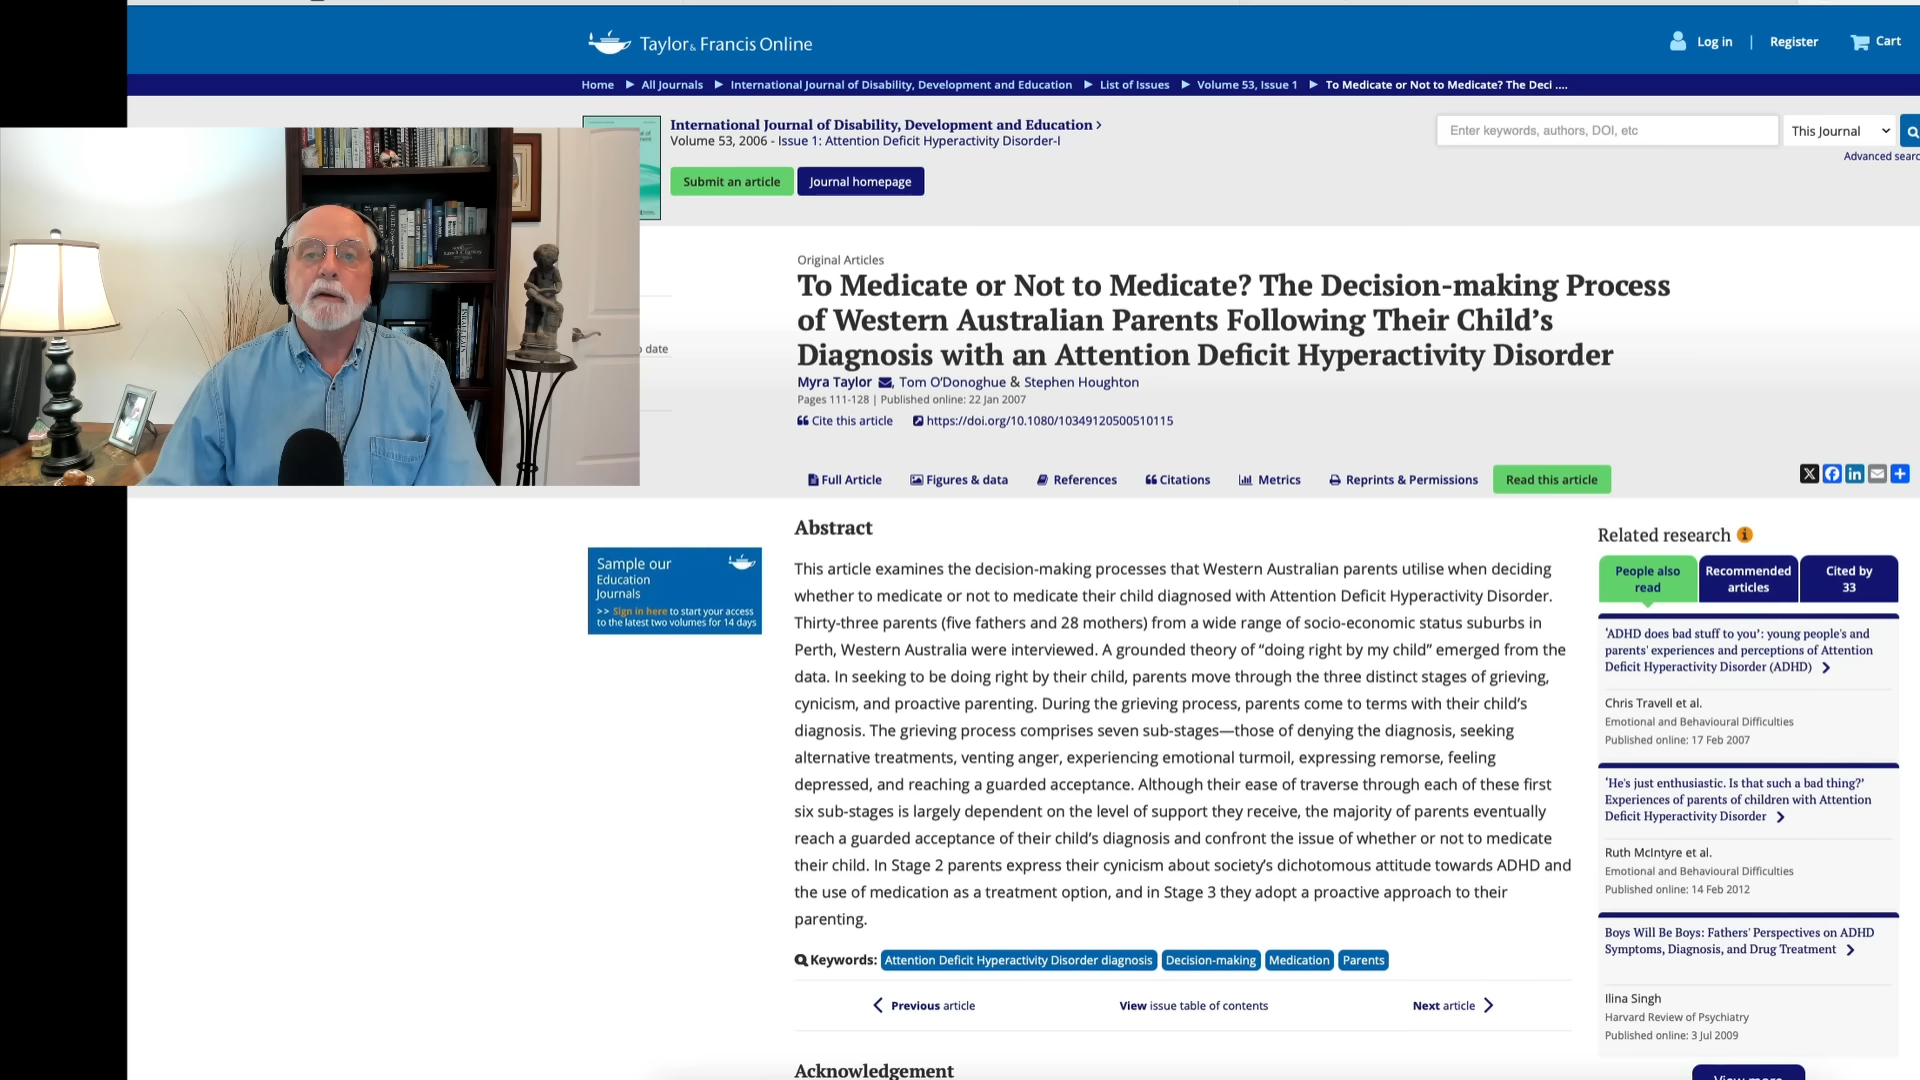 Taylor & Francis Online
Log in | Register
Cart
Home ▶ All Journals ▶ International Journal of Disability, Development and Education ▶ List of Issues ▶ Volume 53, Issue 1 ▶ To Medicate or Not to Medicate? The Deci ....
International Journal of Disability, Development and Education ›
Volume 53, 2006 - Issue 1: Attention Deficit Hyperactivity Disorder-I
Enter keywords, authors, DOI, etc
This Journal
Advanced searc
Submit an article
Journal homepage
Original Articles
To Medicate or Not to Medicate? The Decision-making Process
of Western Australian Parents Following Their Child’s
Diagnosis with an Attention Deficit Hyperactivity Disorder
Myra Taylor, Tom O’Donoghue & Stephen Houghton
Pages 111-128 | Published online: 22 Jan 2007
Cite this article
https://doi.org/10.1080/10349120500510115
date
Full Article
Figures & data
References
Citations
Metrics
Reprints & Permissions
Read this article
Sample our
Education
Journals
>> Sign in here to start your access
to the latest two volumes for 14 days
Abstract
This article examines the decision-making processes that Western Australian parents utilise when deciding
whether to medicate or not to medicate their child diagnosed with Attention Deficit Hyperactivity Disorder.
Thirty-three parents (five fathers and 28 mothers) from a wide range of socio-economic status suburbs in
Perth, Western Australia were interviewed. A grounded theory of “doing right by my child” emerged from the
data. In seeking to be doing right by their child, parents move through the three distinct stages of grieving,
cynicism, and proactive parenting. During the grieving process, parents come to terms with their child’s
diagnosis. The grieving process comprises seven sub-stages—those of denying the diagnosis, seeking
alternative treatments, venting anger, experiencing emotional turmoil, expressing remorse, feeling
depressed, and reaching a guarded acceptance. Although their ease of traverse through each of these first
six sub-stages is largely dependent on the level of support they receive, the majority of parents eventually
reach a guarded acceptance of their child’s diagnosis and confront the issue of whether or not to medicate
their child. In Stage 2 parents express their cynicism about society’s dichotomous attitude towards ADHD and
the use of medication as a treatment option, and in Stage 3 they adopt a proactive approach to their
parenting.
Keywords: Attention Deficit Hyperactivity Disorder diagnosis Decision-making Medication Parents
Previous article
View issue table of contents
Next article
Acknowledgement
Related research
People also
read
Recommended
articles
Cited by
33
‘ADHD does bad stuff to you’: young people's and
parents' experiences and perceptions of Attention
Deficit Hyperactivity Disorder (ADHD)
Chris Travell et al.
Emotional and Behavioural Difficulties
Published online: 17 Feb 2007
‘He's just enthusiastic. Is that such a bad thing?’
Experiences of parents of children with Attention
Deficit Hyperactivity Disorder
Ruth McIntyre et al.
Emotional and Behavioural Difficulties
Published online: 14 Feb 2012
Boys Will Be Boys: Fathers' Perspectives on ADHD
Symptoms, Diagnosis, and Drug Treatment
Ilina Singh
Harvard Review of Psychiatry
Published online: 3 Jul 2009
View more